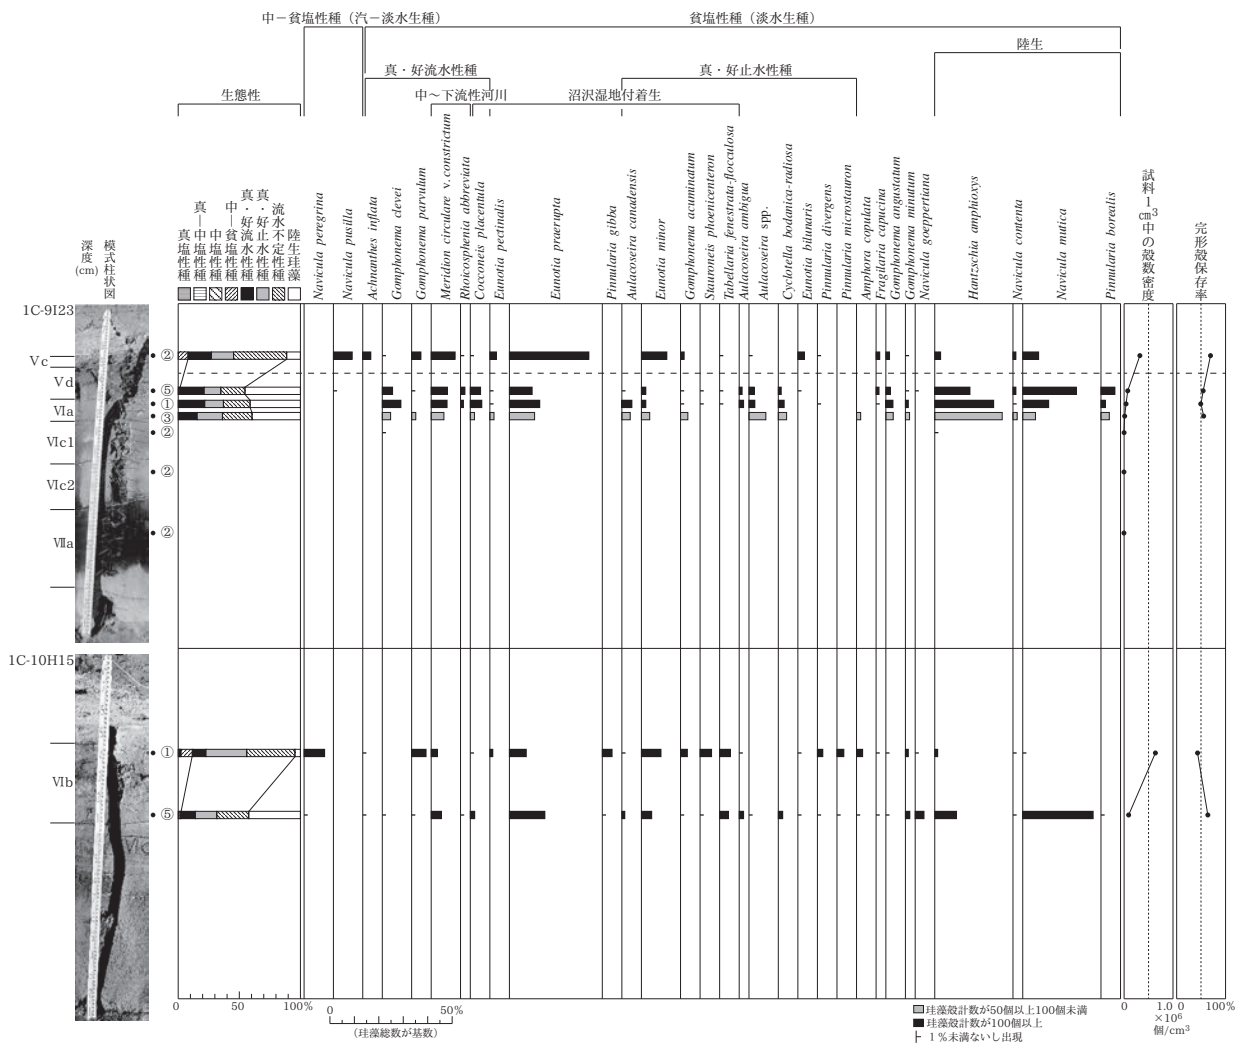 中－貧塩性種（汽－淡水生種）
貧塩性種（淡水生種）
陸生
真・好流水性種
真・好止水性種
生態性
中～下流性河川
沼沢湿地付着生
深度
(cm)
模式柱状図
真塩性種
真―中塩性種
中塩性種
中―貧塩性種
真・好流水性種
真・好止水性種
流水不定性種
陸生珪藻
Navicula peregrina
Navicula pusilla
Achnanthes inflata
Gomphonema clevei
Gomphonema parvulum
Meridion circulare v. constrictum
Rhoicosphenia abbreviata
Cocconeis placentula
Eunotia pectinalis
Eunotia praerupta
Pinnularia gibba
Aulacoseira canadensis
Eunotia minor
Gomphonema acuminatum
Stauroneis phoenicenteron
Tabellaria fenestrata-flocculosa
Aulacoseira ambigua
Aulacoseira spp.
Cyclotella bodanica-radiosa
Eunotia bilunaris
Pinnularia divergens
Pinnularia microstauron
Amphora copulata
Fragilaria capucina
Gomphonema angustatum
Gomphonema minutum
Navicula goeppertiana
Hantzschia amphioxys
Navicula contenta
Navicula mutica
Pinnularia borealis
試料1cm³中の殻数密度
完形殻保存率
1C-9I23
Ⅴc
②
Ⅴd
⑤
Ⅵa
①
③
Ⅵc1
②
Ⅵc2
②
Ⅶa
②
1C-10H15
①
Ⅵb
⑤
Ⅵc
0 50 100%
0 50%
（珪藻総数が基数）
珪藻殻計数が50個以上100個未満
珪藻殻計数が100個以上
1％未満ないし出現
0 1.0
×10⁶
個/cm³
0 100%